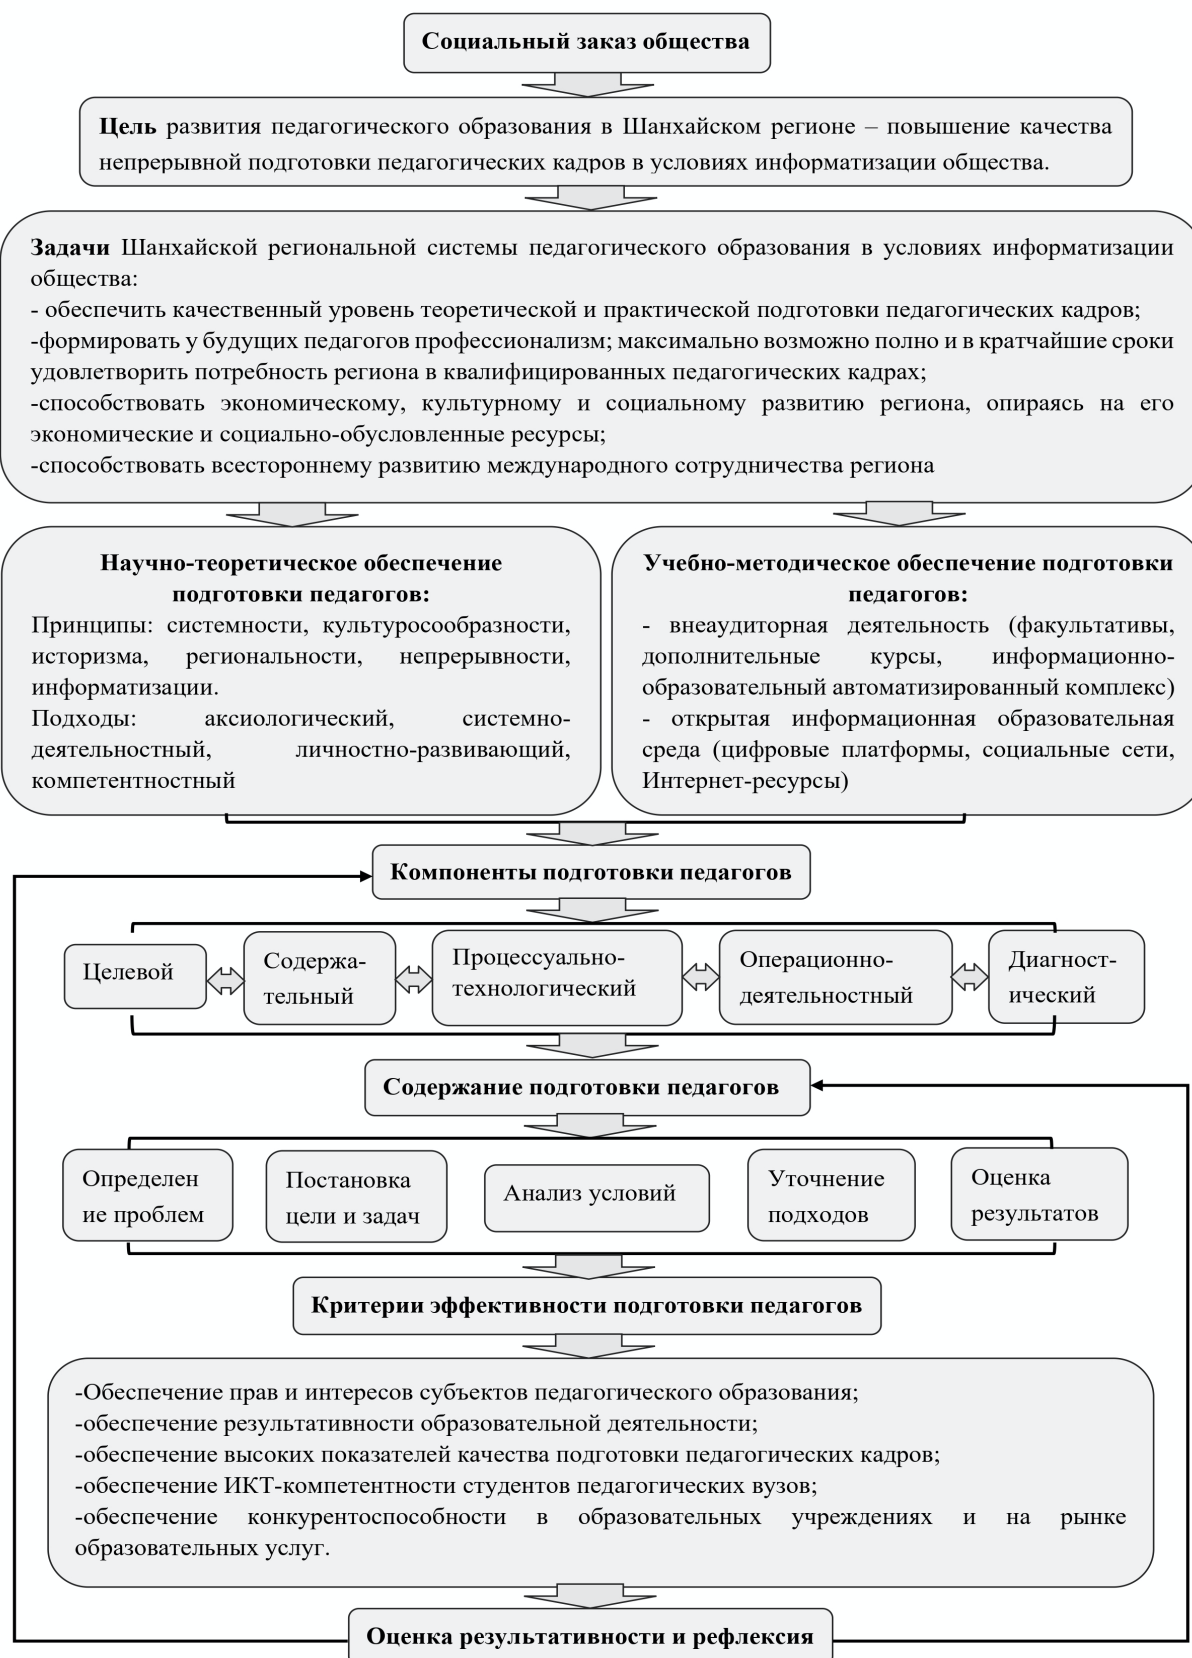 Социальный заказ общества
Цель развития педагогического образования в Шанхайском регионе – повышение качества
непрерывной подготовки педагогических кадров в условиях информатизации общества.
Задачи Шанхайской региональной системы педагогического образования в условиях информатизации
общества:
- обеспечить качественный уровень теоретической и практической подготовки педагогических кадров;
-формировать у будущих педагогов профессионализм; максимально возможно полно и в кратчайшие сроки
удовлетворить потребность региона в квалифицированных педагогических кадрах;
-способствовать экономическому, культурному и социальному развитию региона, опираясь на его
экономические и социально-обусловленные ресурсы;
-способствовать всестороннему развитию международного сотрудничества региона
Научно-теоретическое обеспечение
подготовки педагогов:
Принципы: системности, культуросообразности,
историзма, региональности, непрерывности,
информатизации.
Подходы: аксиологический, системно-
деятельностный, личностно-развивающий,
компетентностный
Учебно-методическое обеспечение подготовки
педагогов:
- внеаудиторная деятельность (факультативы,
дополнительные курсы, информационно-
образовательный автоматизированный комплекс)
- открытая информационная образовательная
среда (цифровые платформы, социальные сети,
Интернет-ресурсы)
Компоненты подготовки педагогов
Целевой
Содержа-
тельный
Процессуально-
технологический
Операционно-
деятельностный
Диагност-
ический
Содержание подготовки педагогов
Определен
ие проблем
Постановка
цели и задач
Анализ условий
Уточнение
подходов
Оценка
результатов
Критерии эффективности подготовки педагогов
-Обеспечение прав и интересов субъектов педагогического образования;
-обеспечение результативности образовательной деятельности;
-обеспечение высоких показателей качества подготовки педагогических кадров;
-обеспечение ИКТ-компетентности студентов педагогических вузов;
-обеспечение конкурентоспособности в образовательных учреждениях и на рынке
образовательных услуг.
Оценка результативности и рефлексия